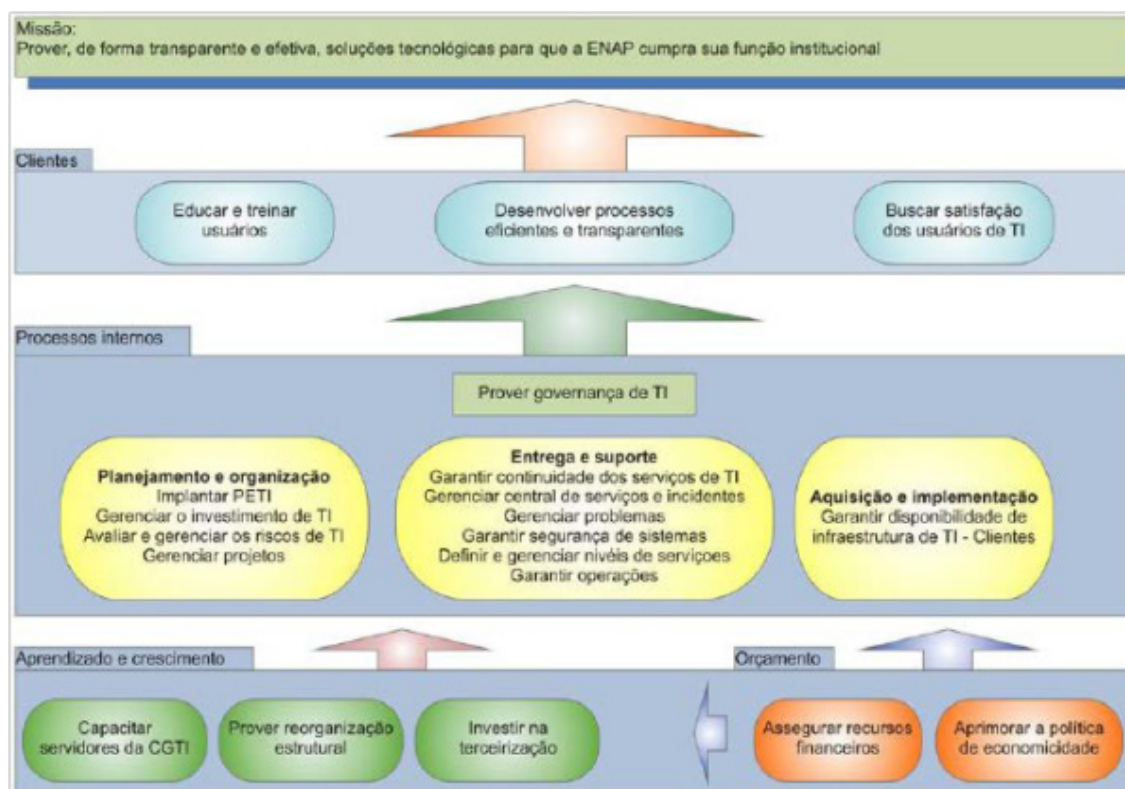 Missão:
Prover, de forma transparente e efetiva, soluções tecnológicas para que a ENAP cumpra sua função institucional
Clientes
Educar e treinar
usuários
Desenvolver processos
eficientes e transparentes
Buscar satisfação
dos usuários de TI
Processos internos
Prover governança de TI
Planejamento e organização
Implantar PETI
Gerenciar o investimento de TI
Avaliar e gerenciar os riscos de TI
Gerenciar projetos
Entrega e suporte
Garantir continuidade dos serviços de TI
Gerenciar central de serviços e incidentes
Gerenciar problemas
Garantir segurança de sistemas
Definir e gerenciar nivéis de serviçoes
Garantir operações
Aquisição e implementação
Garantir disponibilidade de
infraestrutura de TI - Clientes
Aprendizado e crescimento
Orçamento
Capacitar
servidores da CGTI
Prover reorganização
estrutural
Investir na
terceirização
Assegurar recursos
financeiros
Aprimorar a política
de economicidade